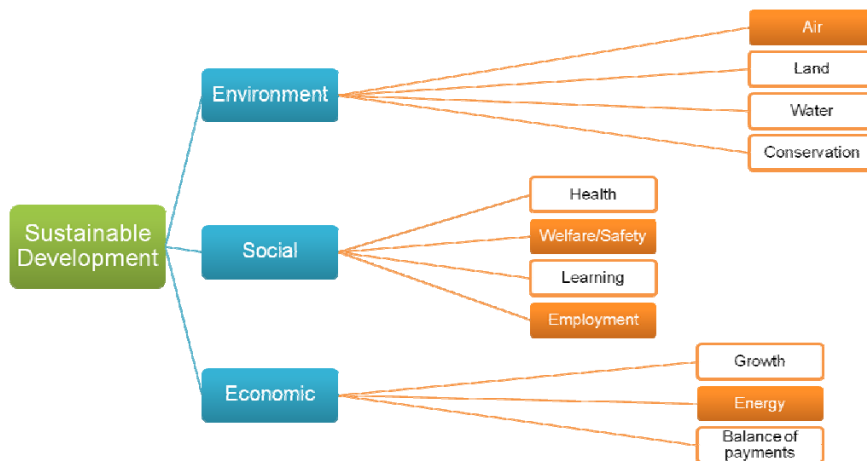 Air
Land
Environment
Water
Conservation
Health
Sustainable
Development
Social
Welfare/Safety
Learning
Employment
Growth
Economic
Energy
Balance of
payments